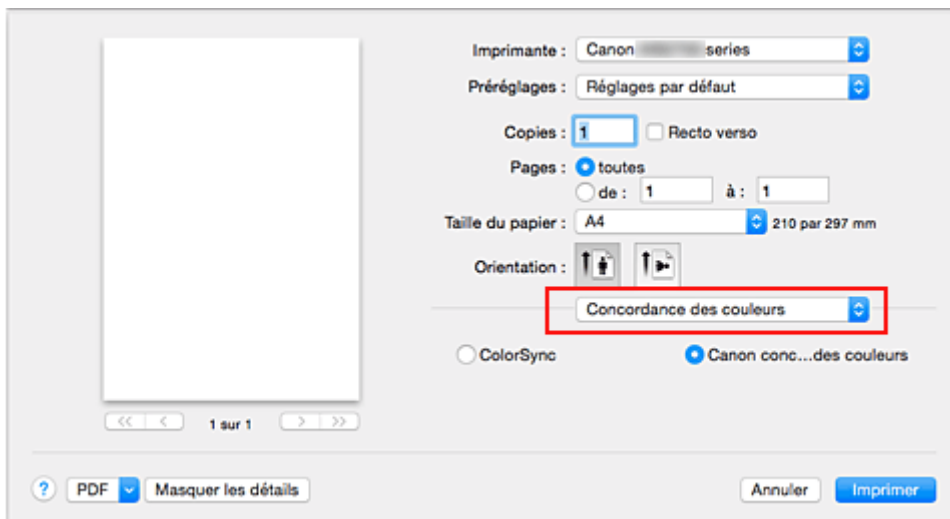 Imprimante : Canon series
Préréglages : Réglages par défaut
Copies : 1 Recto verso
Pages : toutes
de : 1 à : 1
Taille du papier : A4 210 par 297 mm
Orientation :
Concordance des couleurs
ColorSync Canon conc...des couleurs
<< < 1 sur 1 > >>
? PDF Masquer les détails Annuler Imprimer